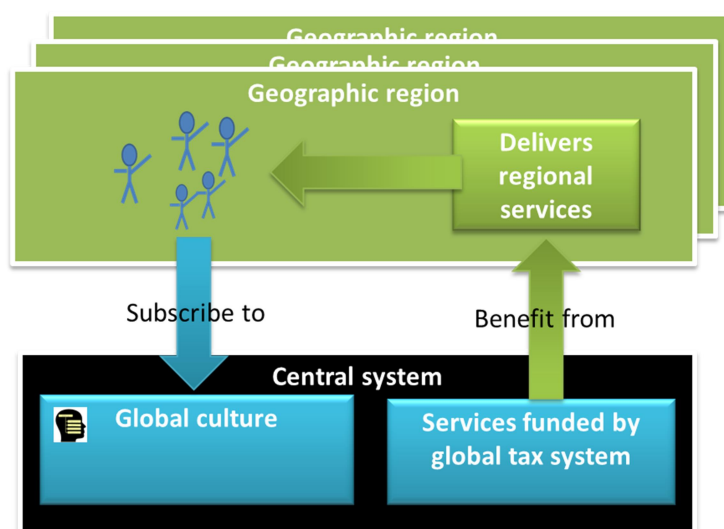 Geographic region
Geographic region
Geographic region
Delivers
regional
services
Subscribe to
Benefit from
Central system
Global culture
Services funded by
global tax system